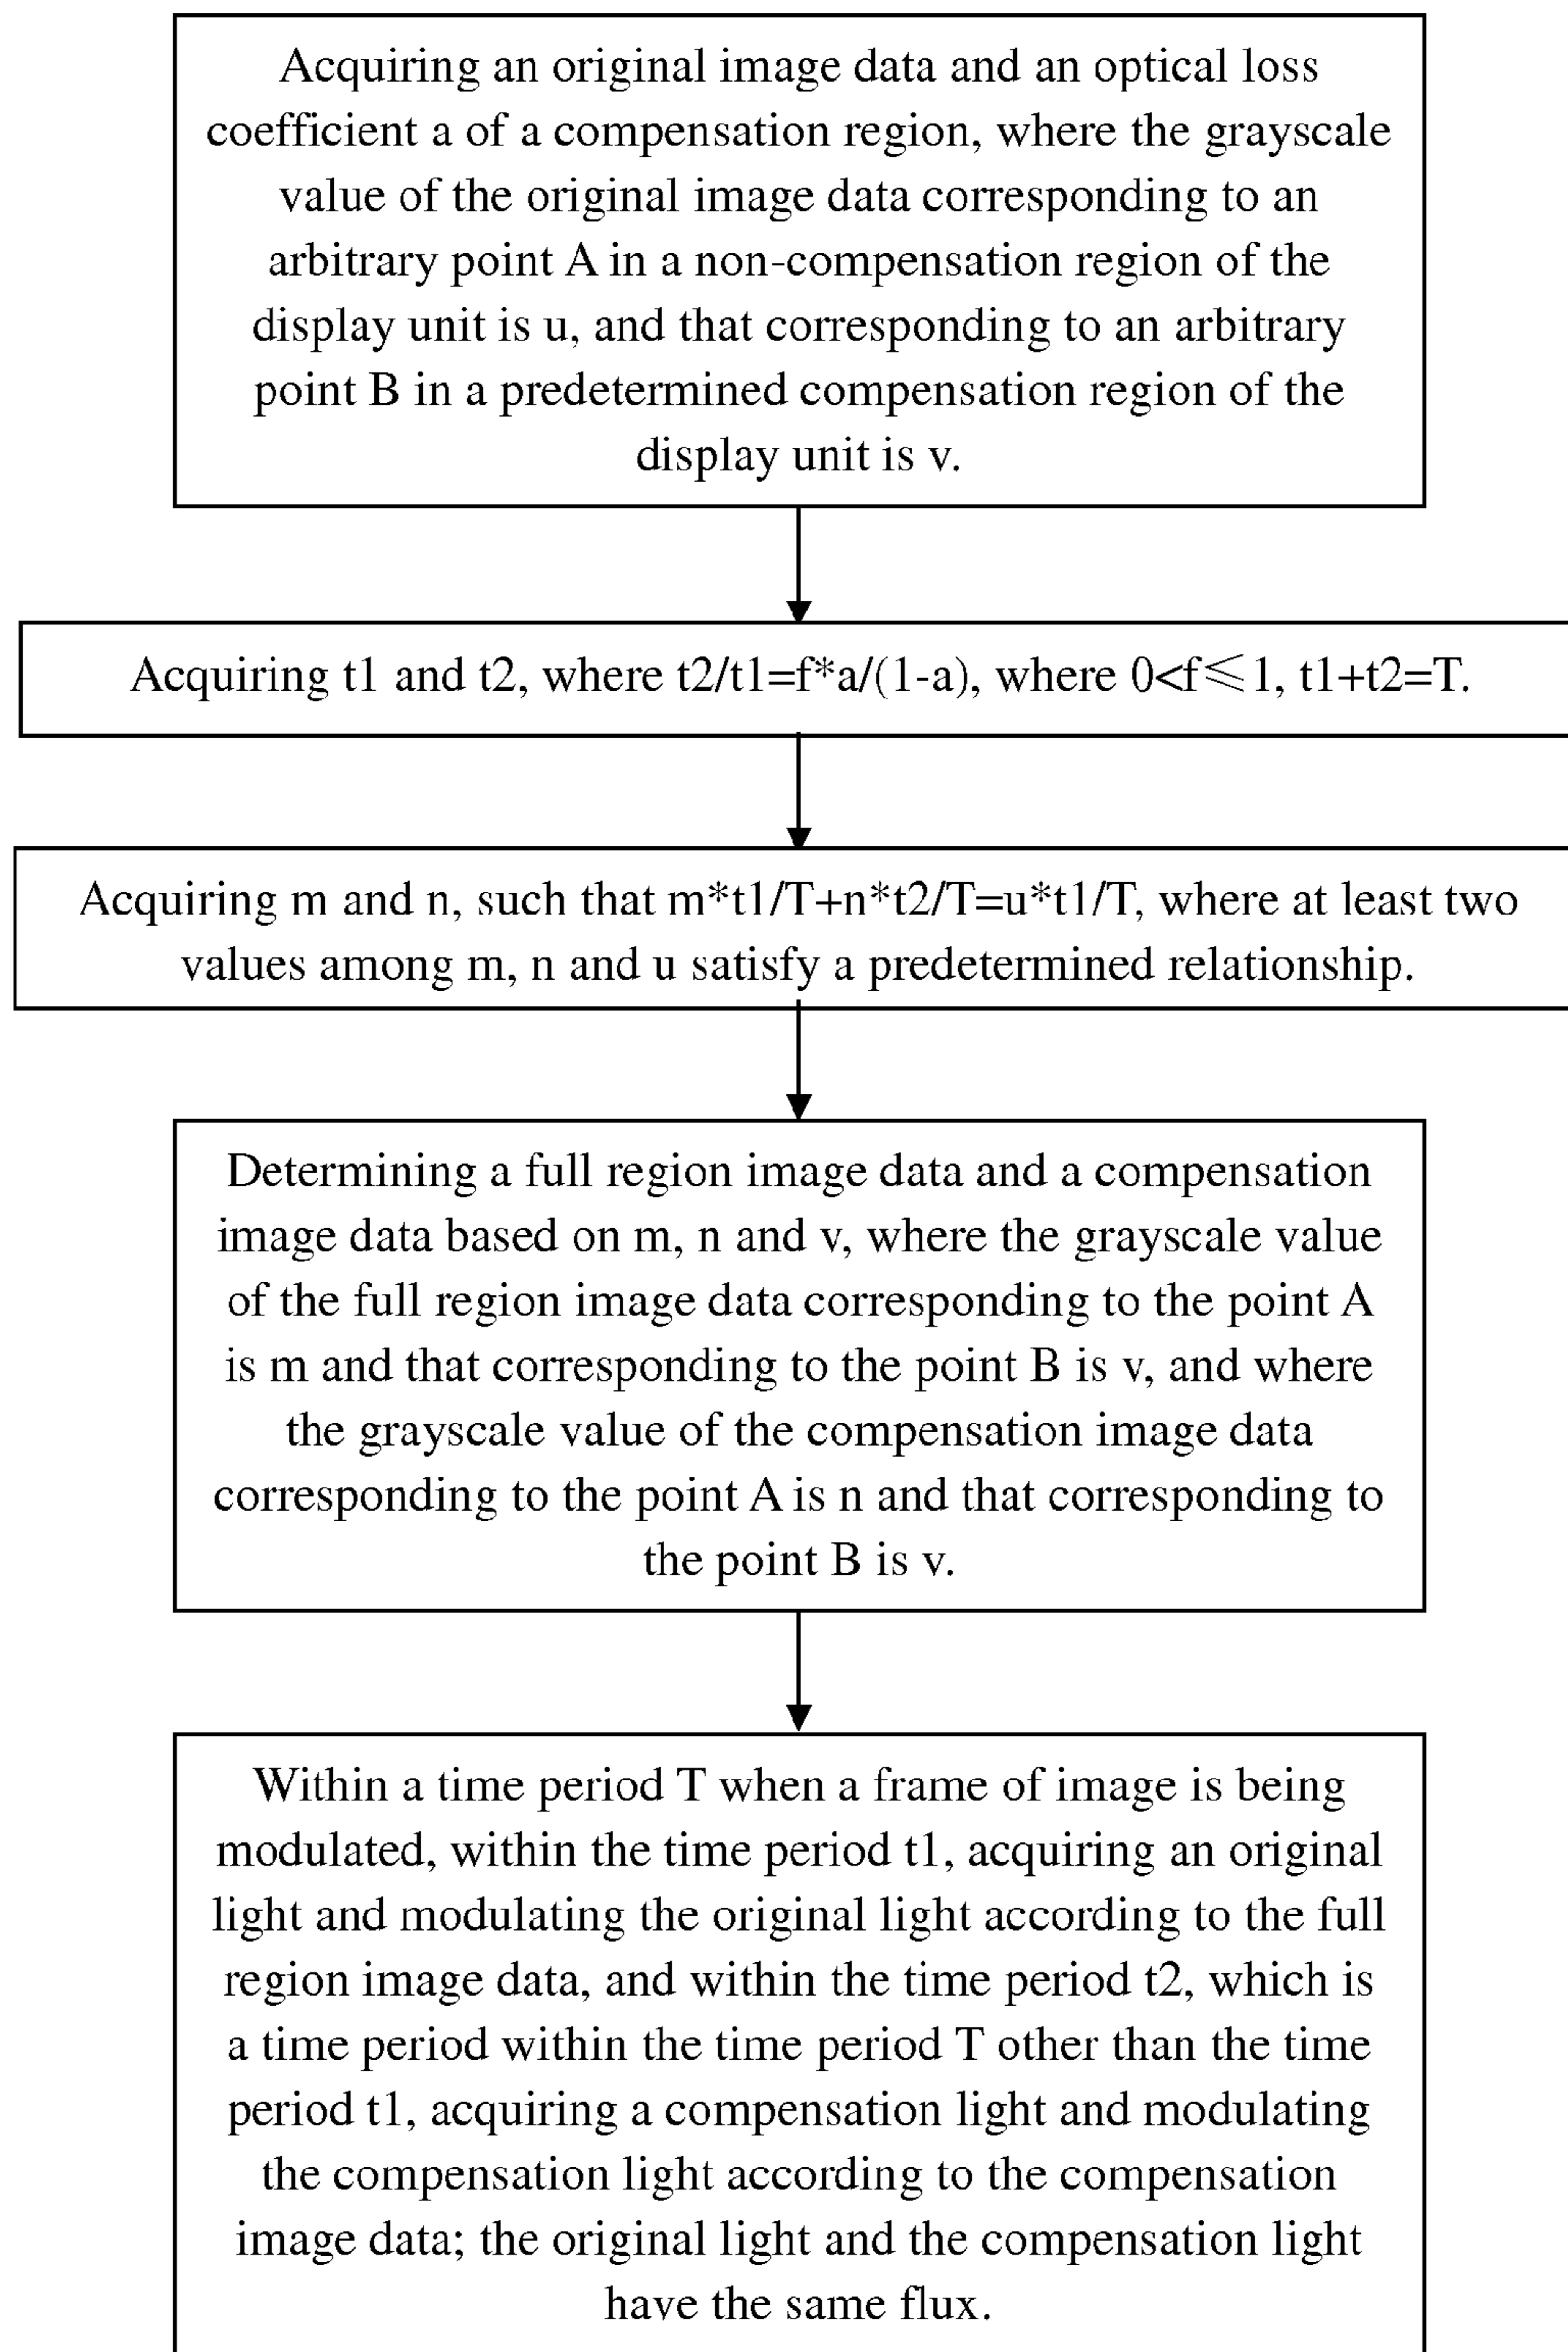 Acquiring an original image data and an optical loss
coefficient a of a compensation region, where the grayscale
value of the original image data corresponding to an
arbitrary point A in a non-compensation region of the
display unit is u, and that corresponding to an arbitrary
point B in a predetermined compensation region of the
display unit is v.
Acquiring t1 and t2, where t2/t1=f*a/(1-a), where 0<f≦1, t1+t2=T.
Acquiring m and n, such that m*t1/T+n*t2/T=u*t1/T, where at least two
values among m, n and u satisfy a predetermined relationship.
Determining a full region image data and a compensation
image data based on m, n and v, where the grayscale value
of the full region image data corresponding to the point A
is m and that corresponding to the point B is v, and where
the grayscale value of the compensation image data
corresponding to the point A is n and that corresponding to
the point B is v.
Within a time period T when a frame of image is being
modulated, within the time period t1, acquiring an original
light and modulating the original light according to the full
region image data, and within the time period t2, which is
a time period within the time period T other than the time
period t1, acquiring a compensation light and modulating
the compensation light according to the compensation
image data; the original light and the compensation light
have the same flux.